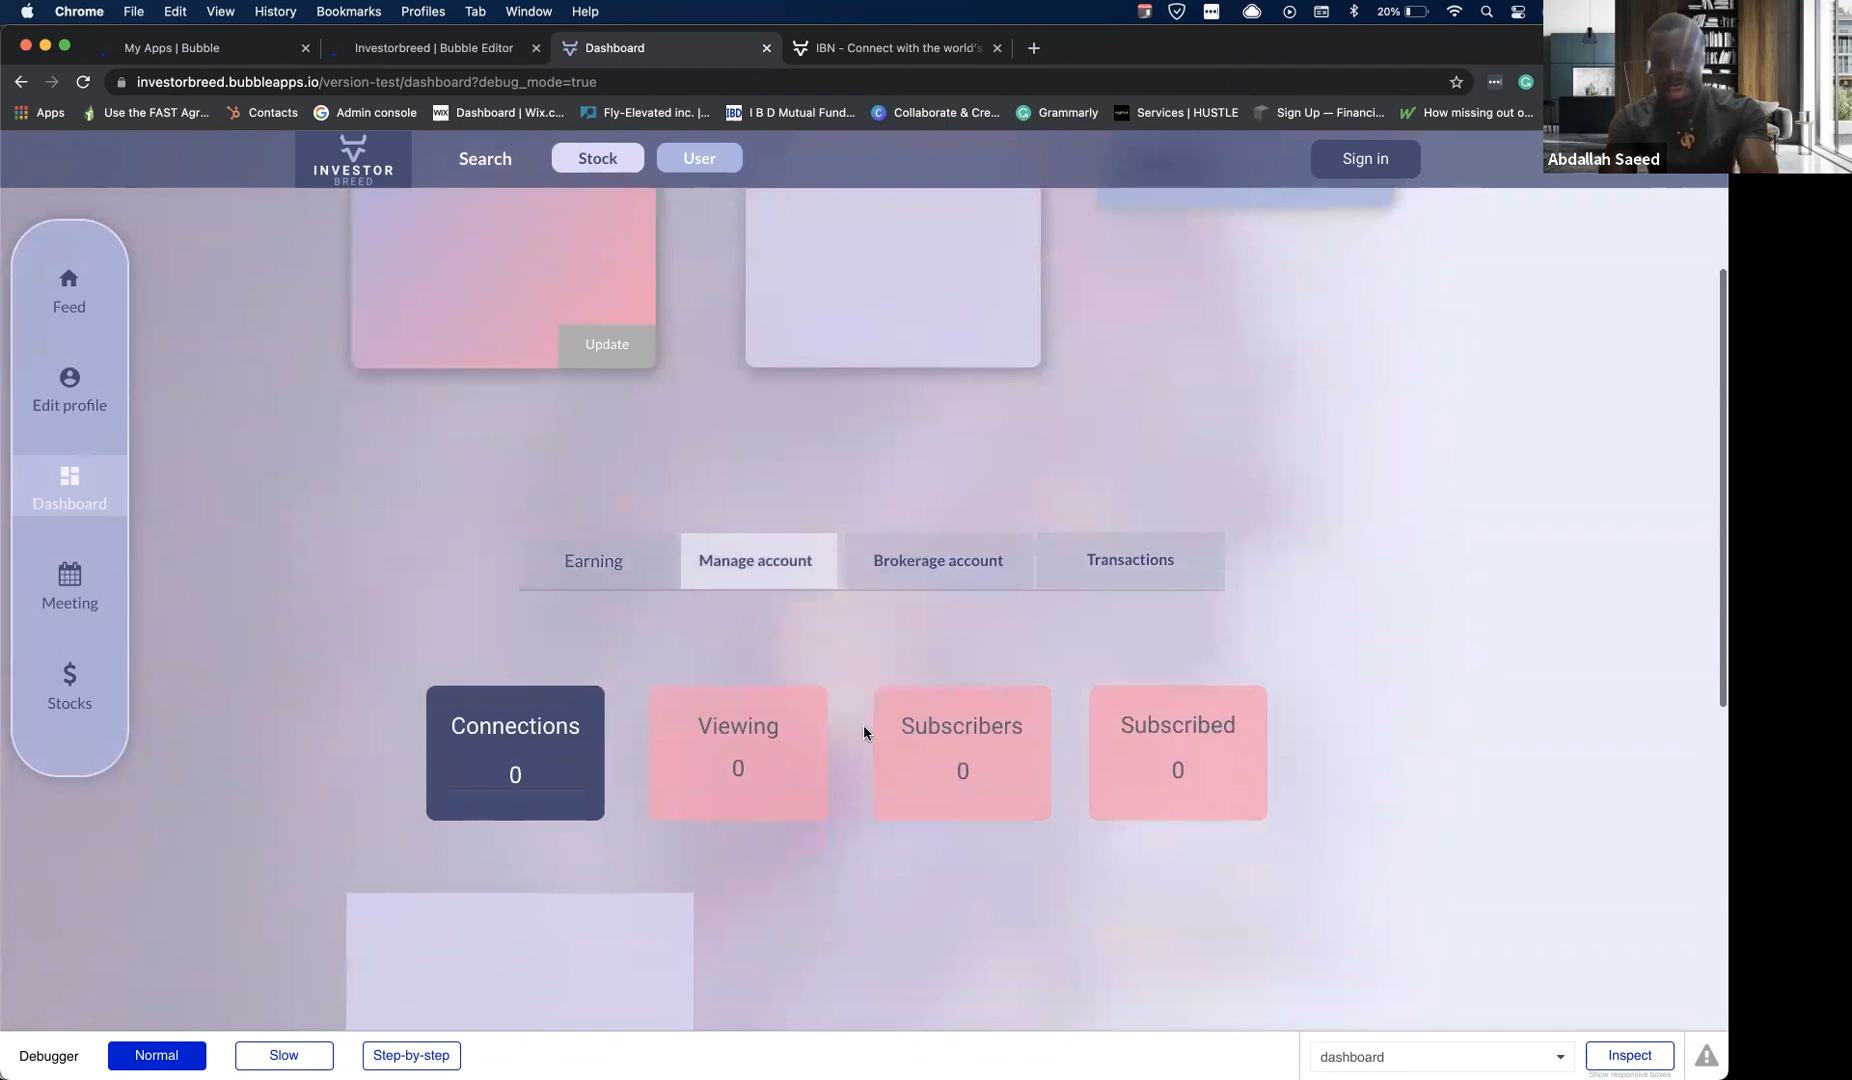 Chrome File Edit View History Bookmarks Profiles Tab Window Help 20%
My Apps | Bubble Investorbreed | Bubble Editor Dashboard IBN - Connect with the world's
investorbreed.bubbleapps.io/version-test/dashboard?debug_mode=true
Apps Use the FAST Agr... Contacts Admin console WIX Dashboard | Wix.c... Fly-Elevated inc. |... IBD I B D Mutual Fund... Collaborate & Cre... Grammarly Services | HUSTLE Sign Up — Financi... How missing out o...
Abdallah Saeed
INVESTOR
BREED
Search Stock User Sign in
Feed
Update
Edit profile
Dashboard
Earning Manage account Brokerage account Transactions
Meeting
Stocks
Connections Viewing Subscribers Subscribed
0 0 0 0
Debugger Normal Slow Step-by-step dashboard Inspect
Show responsive boxes